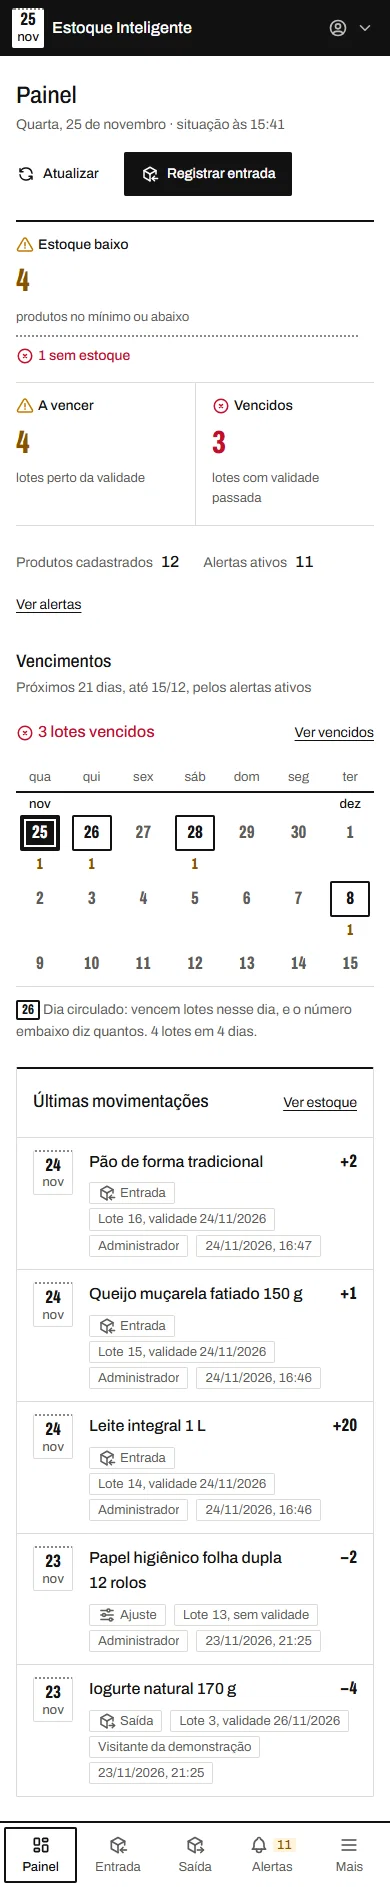 25
nov
Estoque Inteligente
Painel
Quarta, 25 de novembro · situação às 15:41
Atualizar
Registrar entrada
Estoque baixo
4
produtos no mínimo ou abaixo
1 sem estoque
A vencer
4
lotes perto da validade
Vencidos
3
lotes com validade
passada
Produtos cadastrados 12
Alertas ativos 11
Ver alertas
Vencimentos
Próximos 21 dias, até 15/12, pelos alertas ativos
3 lotes vencidos
Ver vencidos
qua qui sex sáb dom seg ter
nov dez
25 26 27 28 29 30 1
1 1 1
2 3 4 5 6 7 8
1
9 10 11 12 13 14 15
26 Dia circulado: vencem lotes nesse dia, e o número
embaixo diz quantos. 4 lotes em 4 dias.
Últimas movimentações
Ver estoque
24
nov
Pão de forma tradicional
+2
Entrada
Lote 16, validade 24/11/2026
Administrador
24/11/2026, 16:47
24
nov
Queijo muçarela fatiado 150 g
+1
Entrada
Lote 15, validade 24/11/2026
Administrador
24/11/2026, 16:46
24
nov
Leite integral 1 L
+20
Entrada
Lote 14, validade 24/11/2026
Administrador
24/11/2026, 16:46
23
nov
Papel higiênico folha dupla
12 rolos
−2
Ajuste
Lote 13, sem validade
Administrador
23/11/2026, 21:25
23
nov
Iogurte natural 170 g
−4
Saída
Lote 3, validade 26/11/2026
Visitante da demonstração
23/11/2026, 21:25
Painel
Entrada
Saída
11
Alertas
Mais